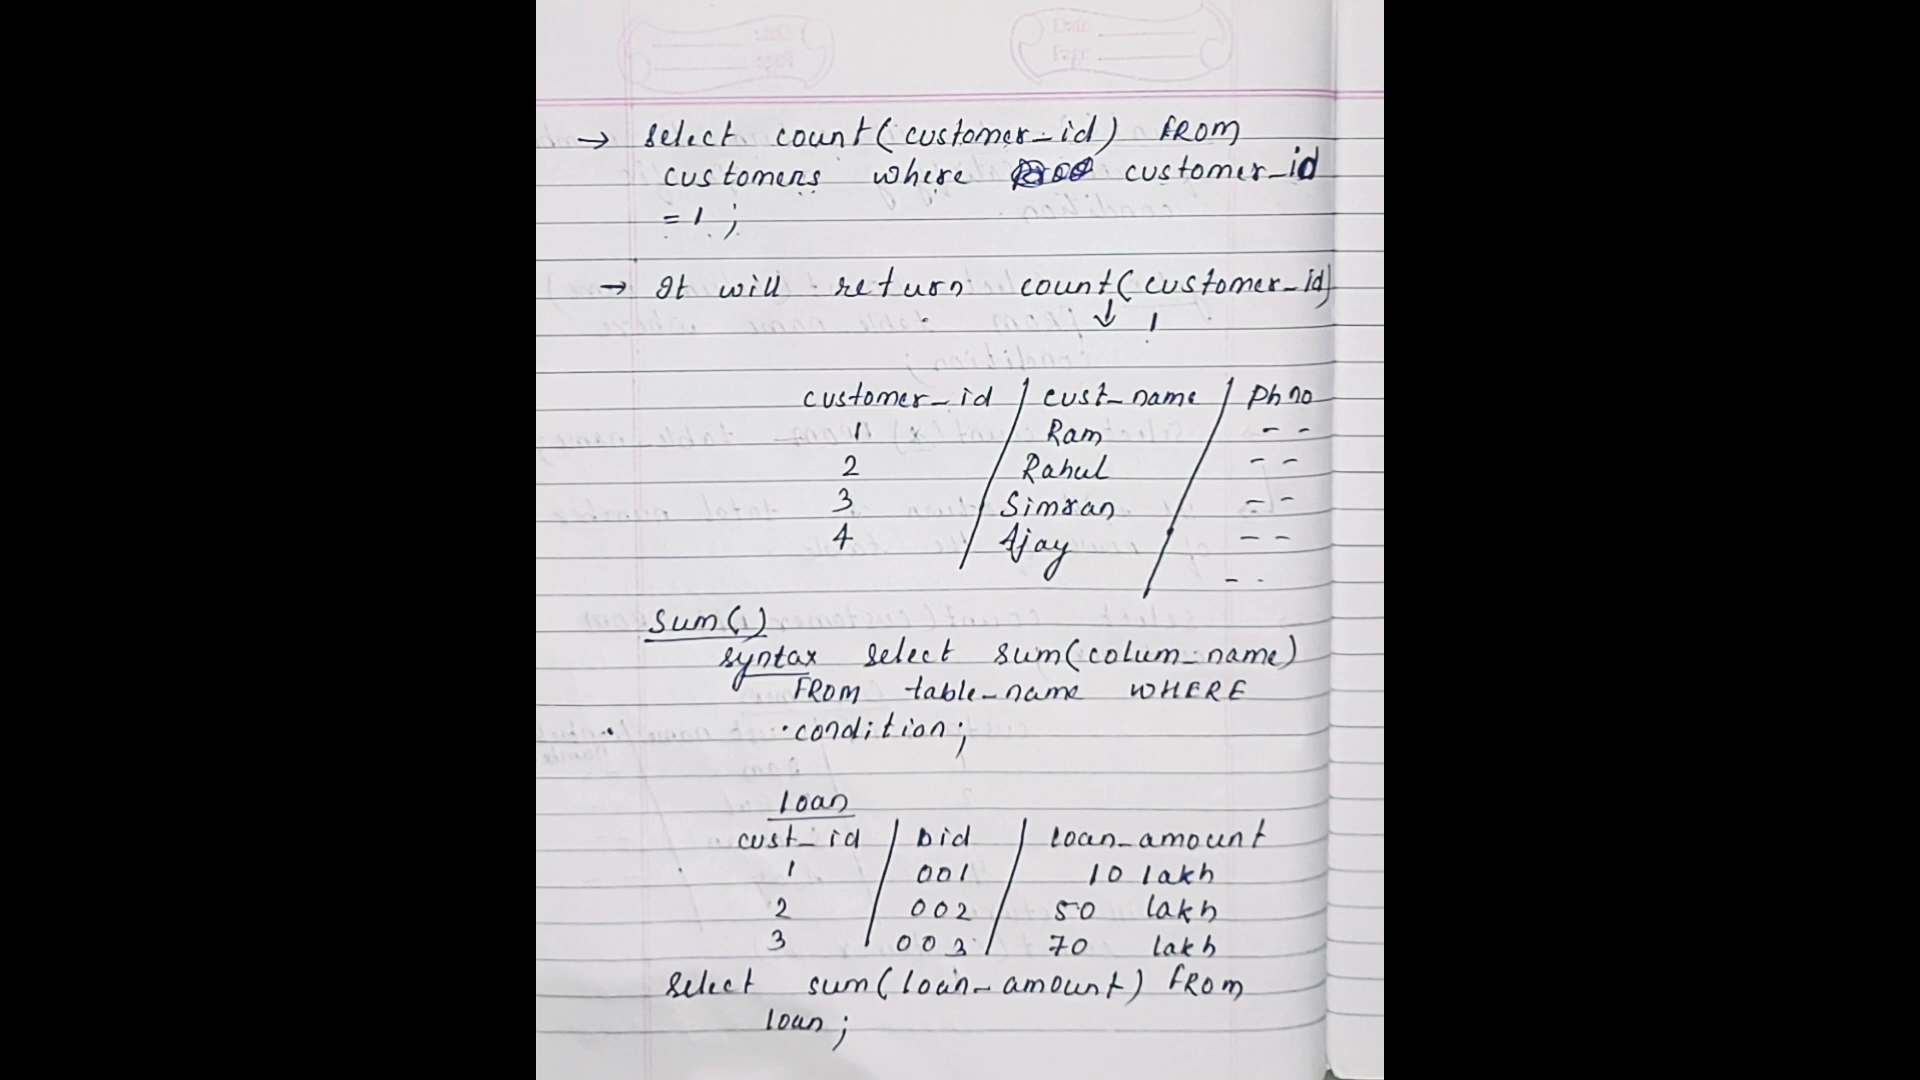 → select count(customer_id) FROM
customers where customer_id
=1 ;
→ It will return count(customer_id)
↓ 1
customer_id / cust_name / Ph no
1 Ram - -
2 Rahul - -
3 Simran - -
4 Ajay - -
- -
Sum()
syntax select sum(colum_name)
FROM table_name WHERE
condition;
loan
cust_id / bid / loan_amount
1 001 10 lakh
2 002 50 lakh
3 003 70 lakh
select sum(loan_amount) FROM
loan ;